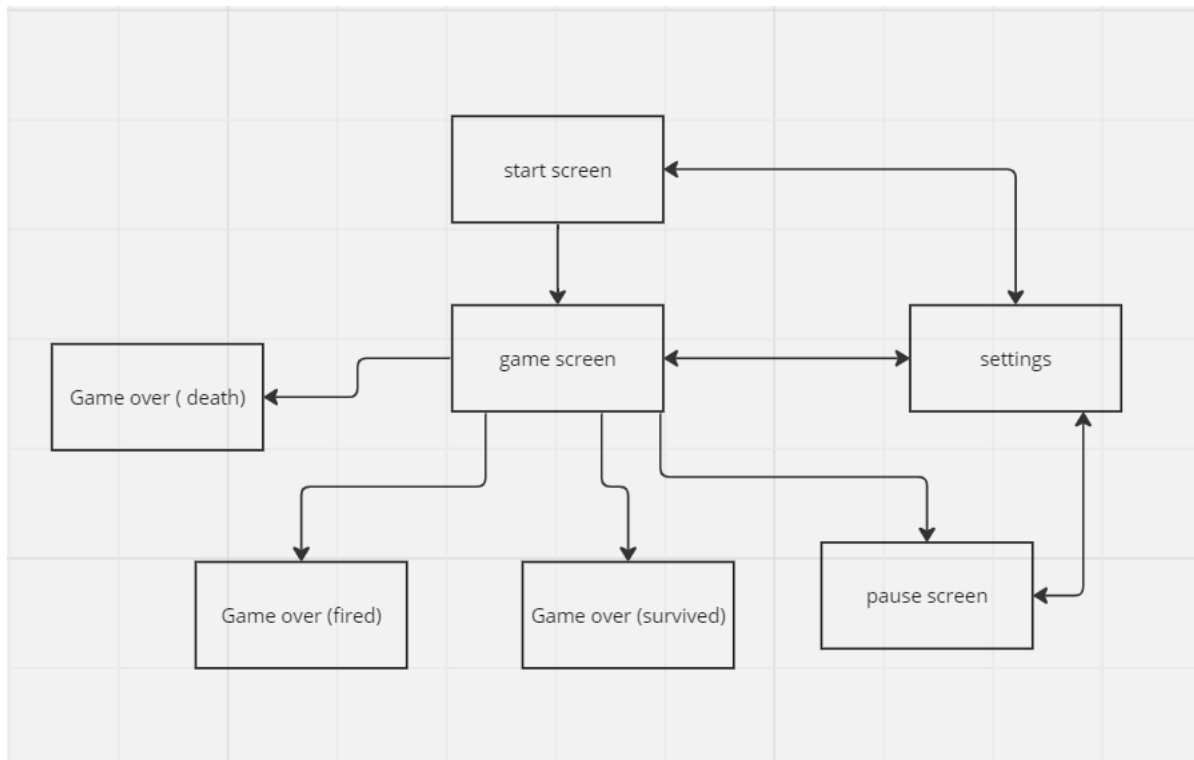 start screen
game screen
settings
Game over ( death)
pause screen
Game over (fired)
Game over (survived)